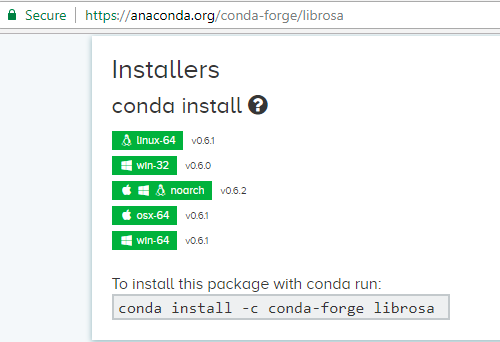 Secure https://anaconda.org/conda-forge/librosa
Installers
conda install ?
linux-64 v0.6.1
win-32 v0.6.0
noarch v0.6.2
osx-64 v0.6.1
win-64 v0.6.1
To install this package with conda run:
conda install -c conda-forge librosa